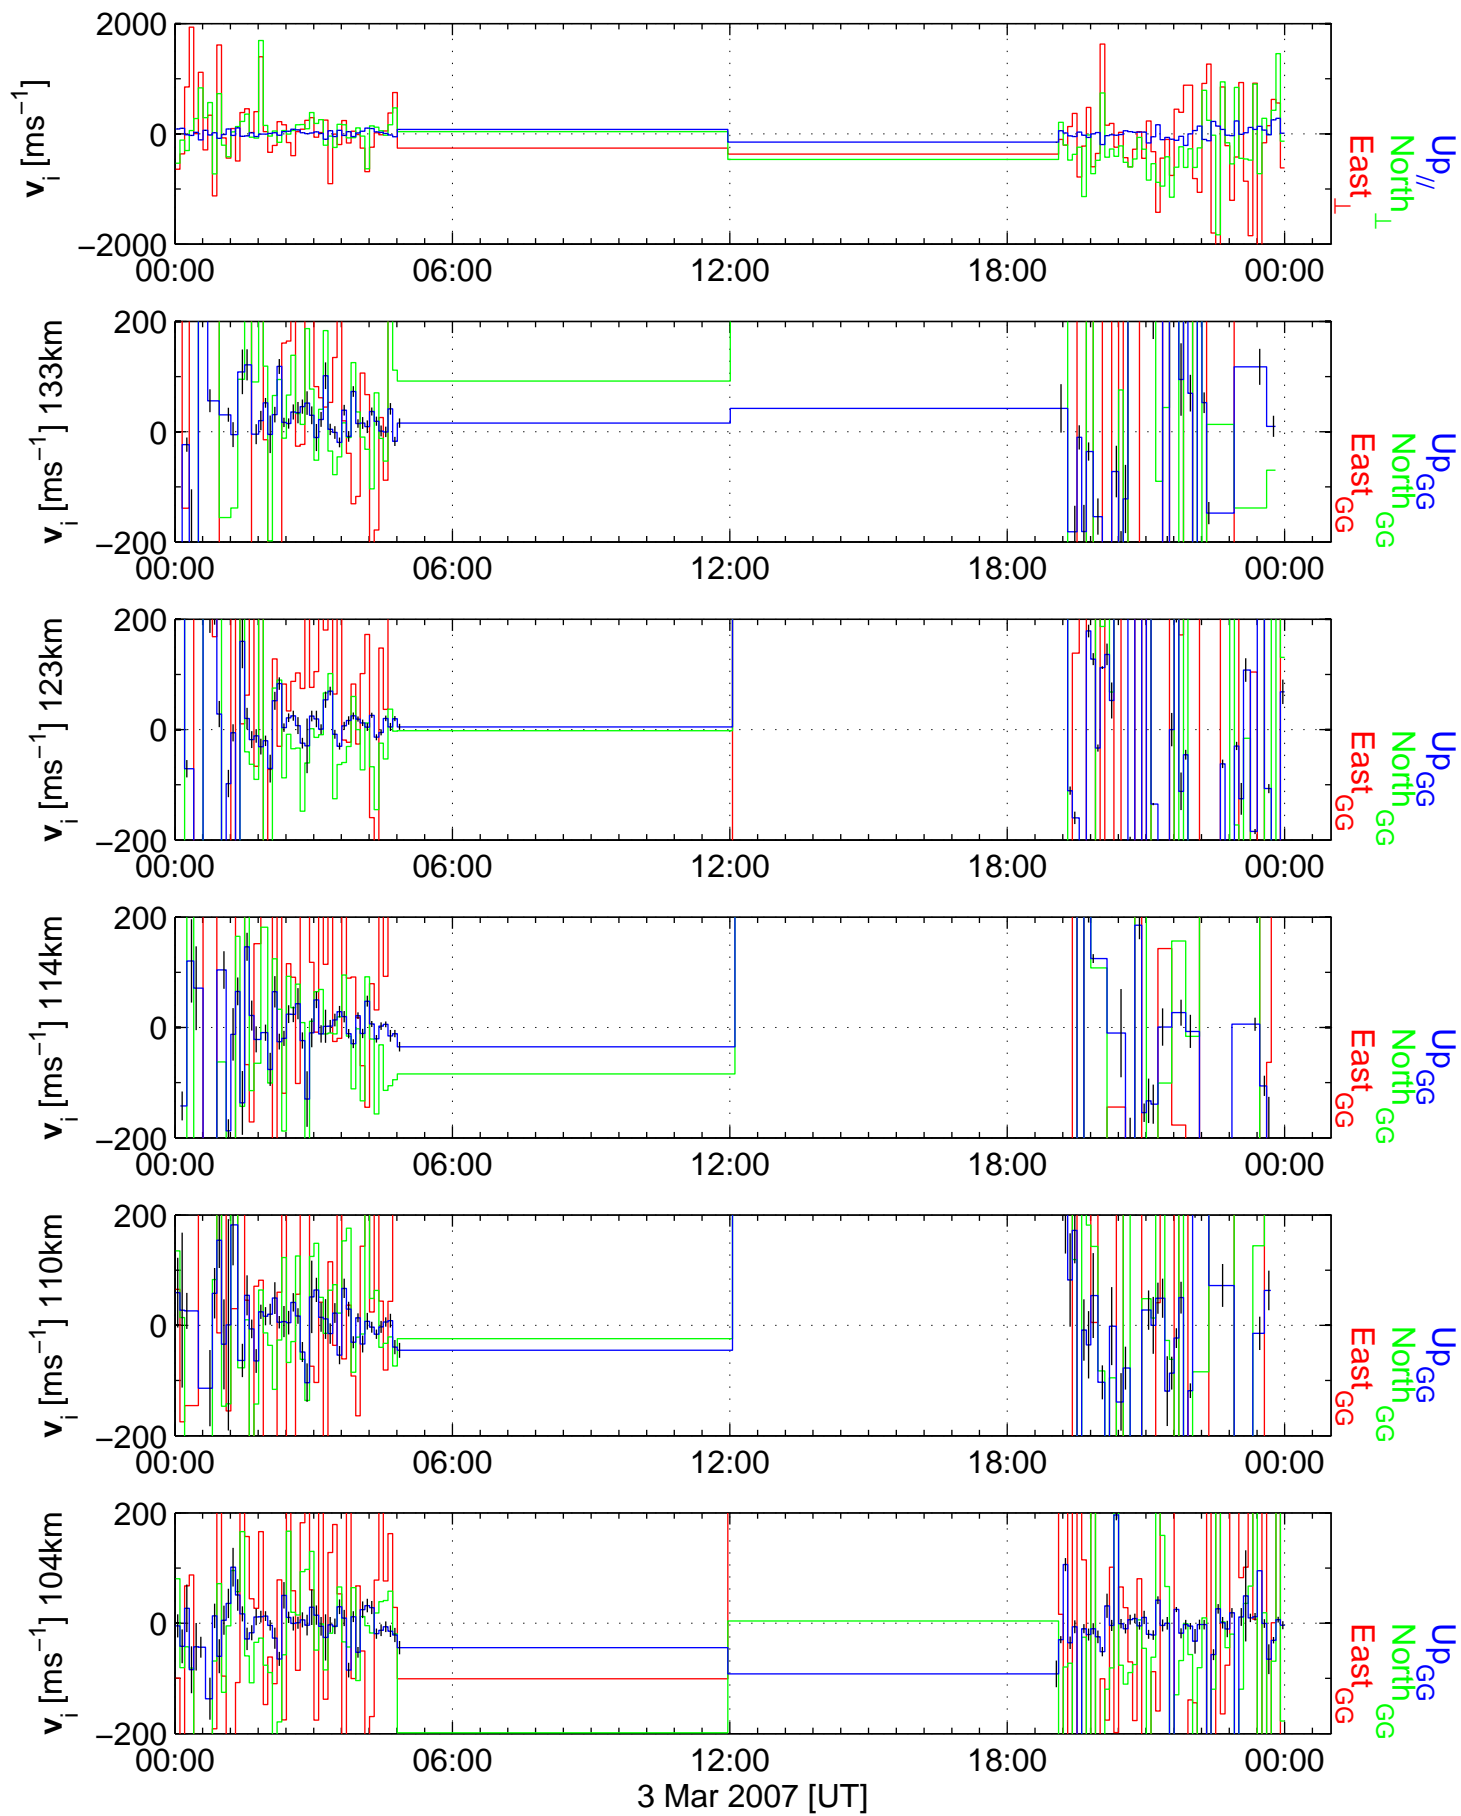 2000
0
−2000
v_i [ms⁻¹]
00:00 06:00 12:00 18:00 00:00
East_⊥
North_⊥
Up_//
200
0
−200
v_i [ms⁻¹] 133km
00:00 06:00 12:00 18:00 00:00
East_GG
North_GG
Up_GG
200
0
−200
v_i [ms⁻¹] 123km
00:00 06:00 12:00 18:00 00:00
East_GG
North_GG
Up_GG
200
0
−200
v_i [ms⁻¹] 114km
00:00 06:00 12:00 18:00 00:00
East_GG
North_GG
Up_GG
200
0
−200
v_i [ms⁻¹] 110km
00:00 06:00 12:00 18:00 00:00
East_GG
North_GG
Up_GG
200
0
−200
v_i [ms⁻¹] 104km
00:00 06:00 12:00 18:00 00:00
East_GG
North_GG
Up_GG
3 Mar 2007 [UT]